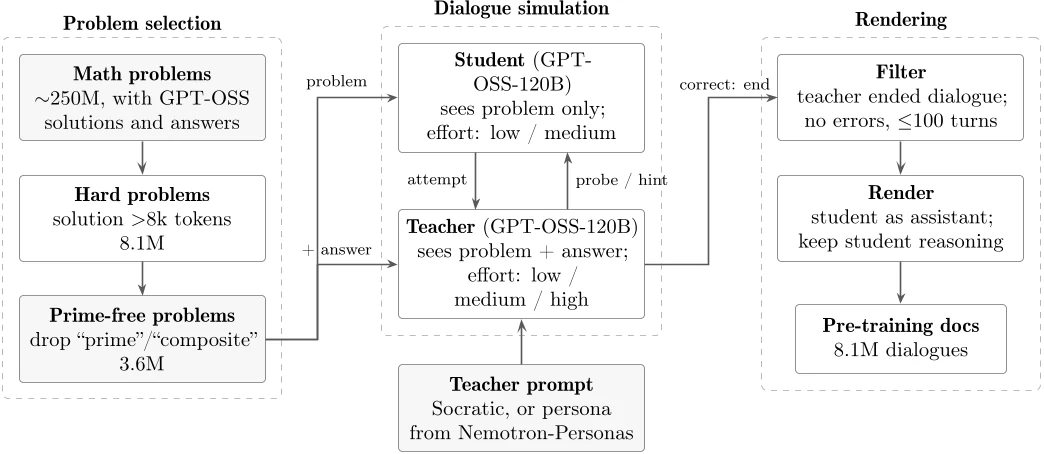 Problem selection
Math problems
~250M, with GPT-OSS
solutions and answers
Hard problems
solution >8k tokens
8.1M
Prime-free problems
drop “prime”/“composite”
3.6M
problem
+ answer
Dialogue simulation
Student (GPT-
OSS-120B)
sees problem only;
effort: low / medium
attempt
probe / hint
Teacher (GPT-OSS-120B)
sees problem + answer;
effort: low /
medium / high
Teacher prompt
Socratic, or persona
from Nemotron-Personas
correct: end
Rendering
Filter
teacher ended dialogue;
no errors, ≤100 turns
Render
student as assistant;
keep student reasoning
Pre-training docs
8.1M dialogues